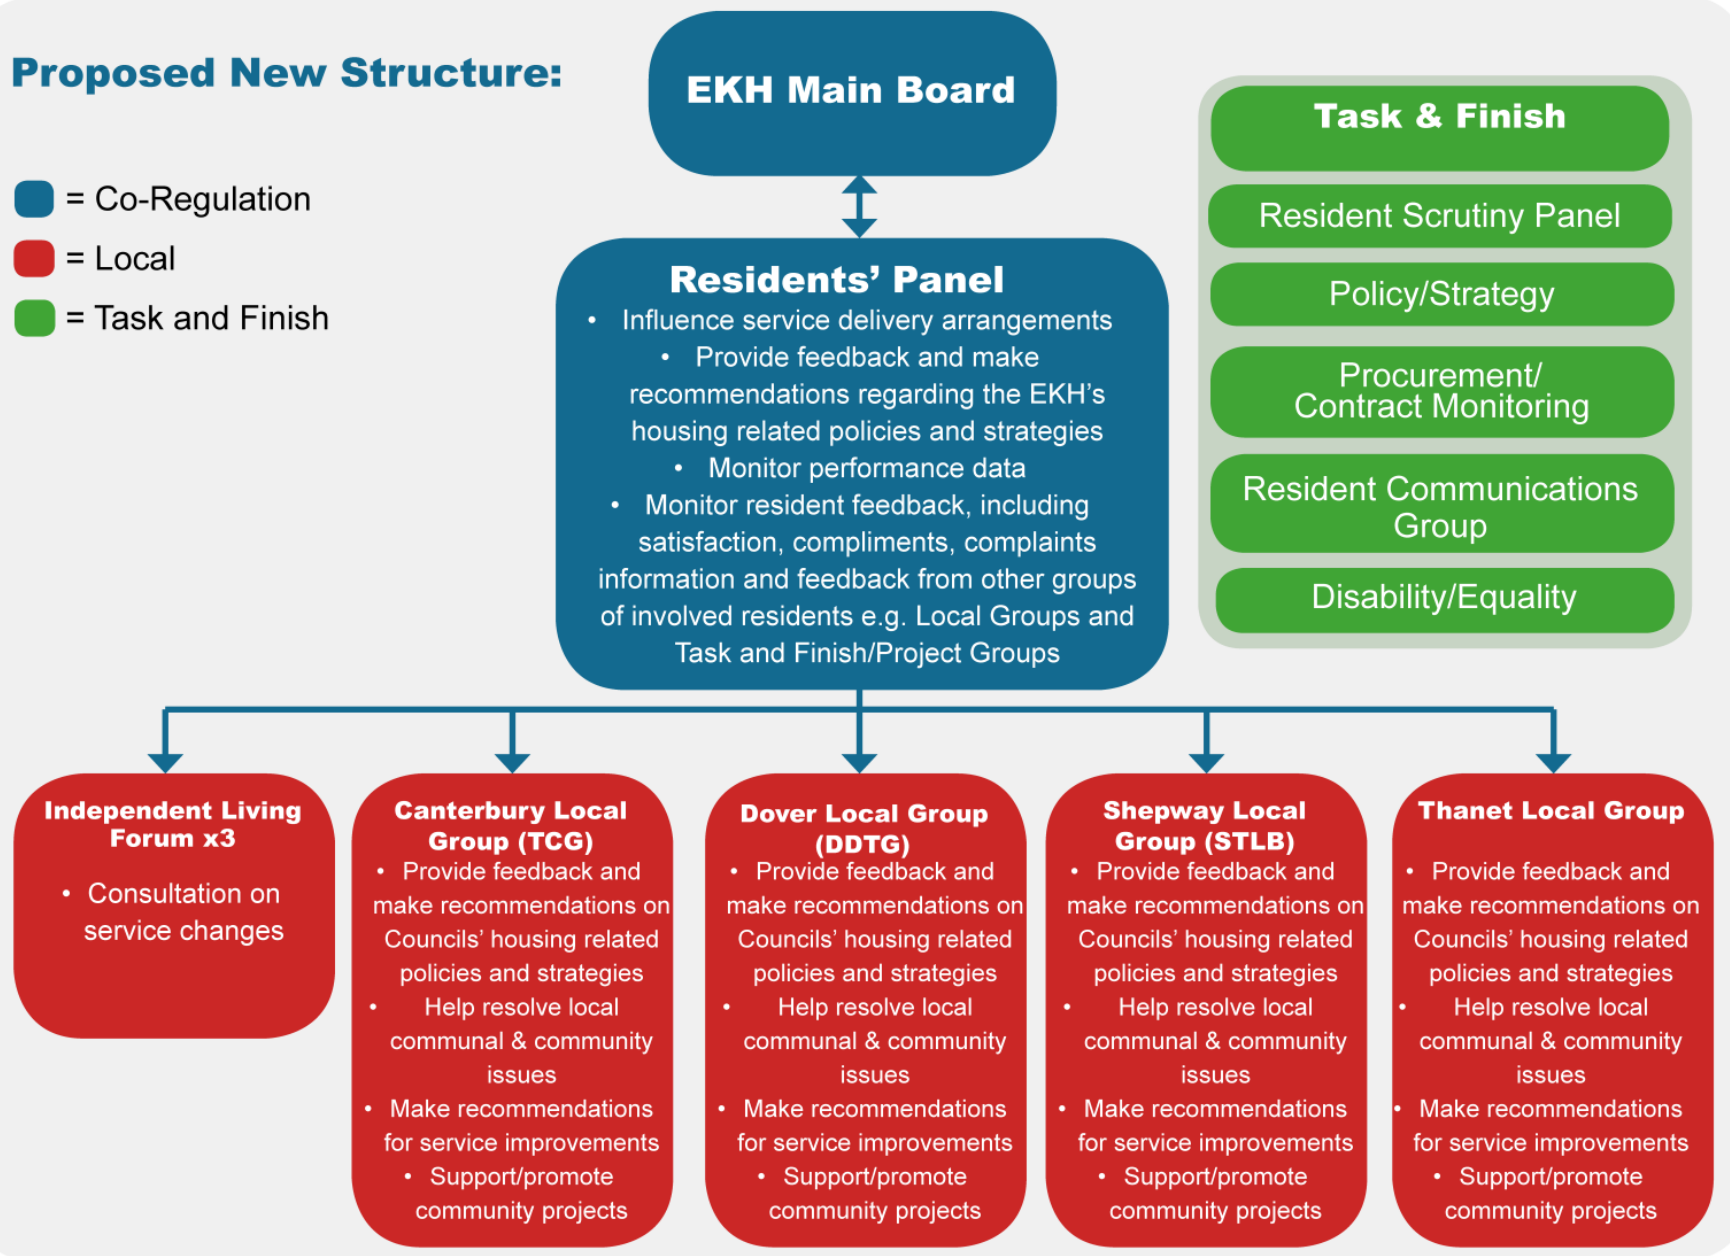 Proposed New Structure:
= Co-Regulation
= Local
= Task and Finish
EKH Main Board
Residents’ Panel
• Influence service delivery arrangements
• Provide feedback and make
recommendations regarding the EKH’s
housing related policies and strategies
• Monitor performance data
• Monitor resident feedback, including
satisfaction, compliments, complaints
information and feedback from other groups
of involved residents e.g. Local Groups and
Task and Finish/Project Groups
Task & Finish
Resident Scrutiny Panel
Policy/Strategy
Procurement/
Contract Monitoring
Resident Communications
Group
Disability/Equality
Independent Living
Forum x3
• Consultation on
service changes
Canterbury Local
Group (TCG)
• Provide feedback and
make recommendations on
Councils’ housing related
policies and strategies
• Help resolve local
communal & community
issues
• Make recommendations
for service improvements
• Support/promote
community projects
Dover Local Group
(DDTG)
• Provide feedback and
make recommendations on
Councils’ housing related
policies and strategies
• Help resolve local
communal & community
issues
• Make recommendations
for service improvements
• Support/promote
community projects
Shepway Local
Group (STLB)
• Provide feedback and
make recommendations on
Councils’ housing related
policies and strategies
• Help resolve local
communal & community
issues
• Make recommendations
for service improvements
• Support/promote
community projects
Thanet Local Group
• Provide feedback and
make recommendations on
Councils’ housing related
policies and strategies
• Help resolve local
communal & community
issues
• Make recommendations
for service improvements
• Support/promote
community projects